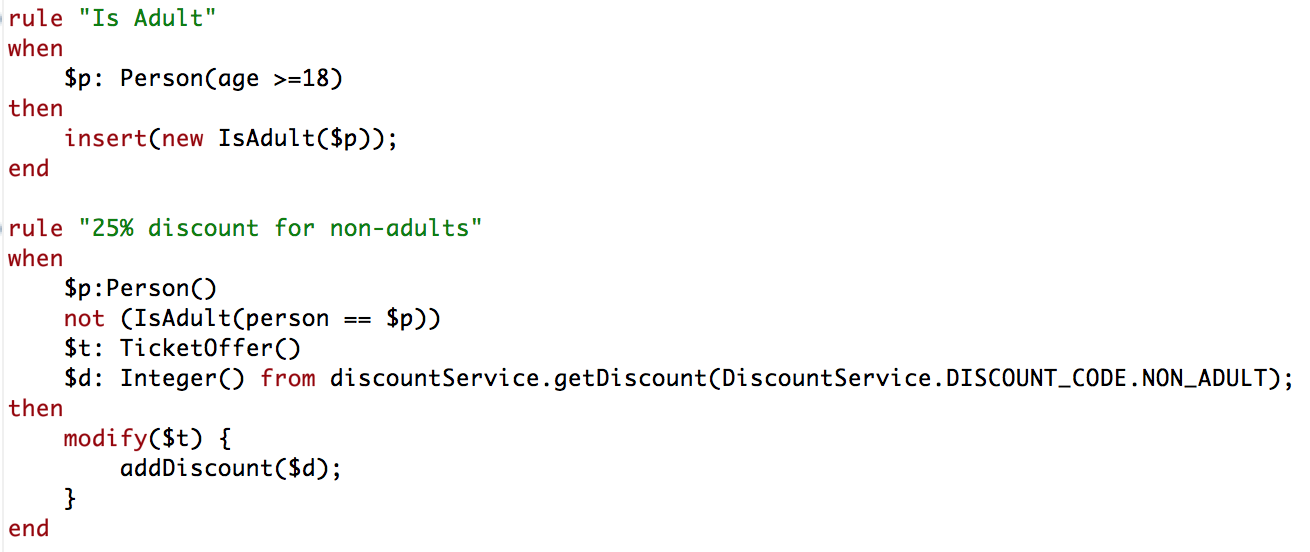 rule "Is Adult"
when
    $p: Person(age >=18)
then
    insert(new IsAdult($p));
end

rule "25% discount for non-adults"
when
    $p:Person()
    not (IsAdult(person == $p))
    $t: TicketOffer()
    $d: Integer() from discountService.getDiscount(DiscountService.DISCOUNT_CODE.NON_ADULT);
then
    modify($t) {
        addDiscount($d);
    }
end